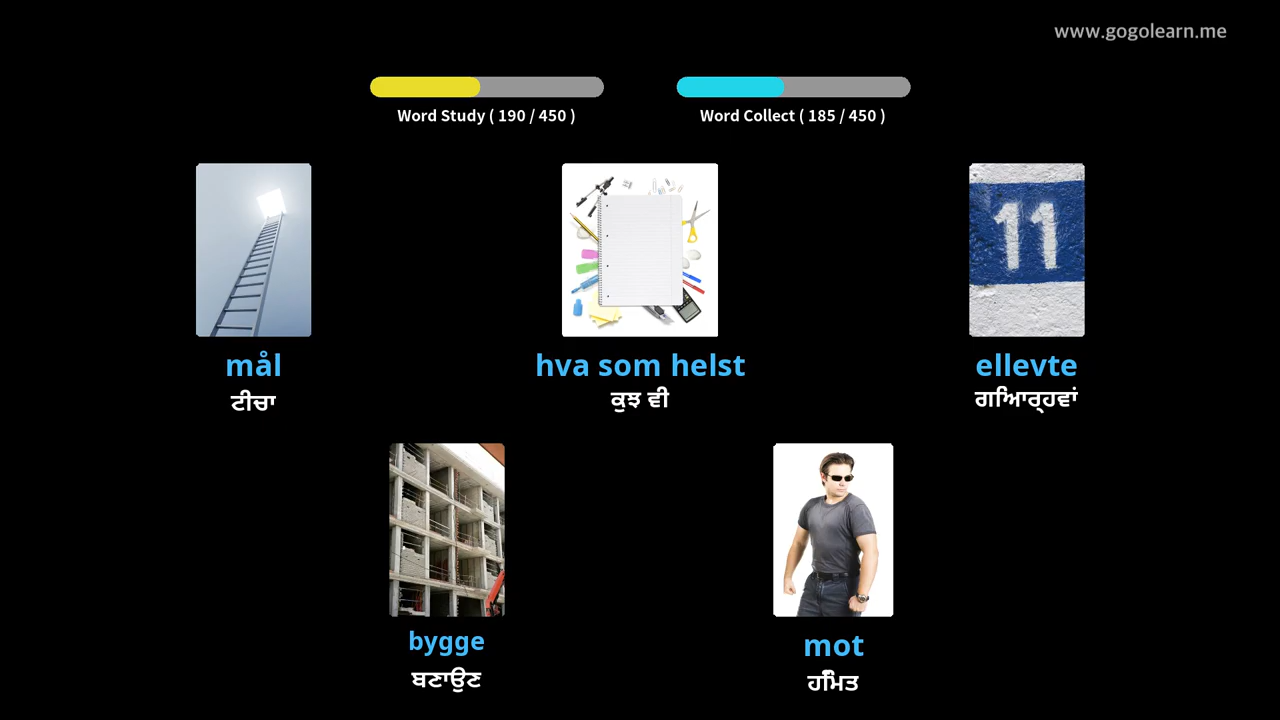 www.gogolearn.me
Word Study ( 190 / 450 )
Word Collect ( 185 / 450 )
11
mål
ਟੀਚਾ
hva som helst
ਕੁਝ ਵੀ
ellevte
ਗਿਆਰ੍ਹਵਾਂ
bygge
ਬਣਾਉਣ
mot
ਹਿੰਮਤ